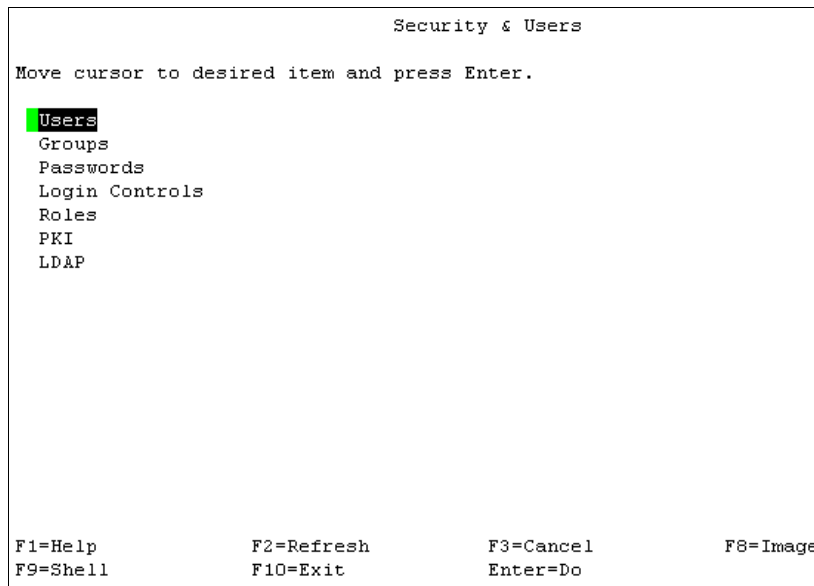 Security & Users
Move cursor to desired item and press Enter.
Users
Groups
Passwords
Login Controls
Roles
PKI
LDAP
F1=Help F2=Refresh F3=Cancel F8=Image
F9=Shell F10=Exit Enter=Do